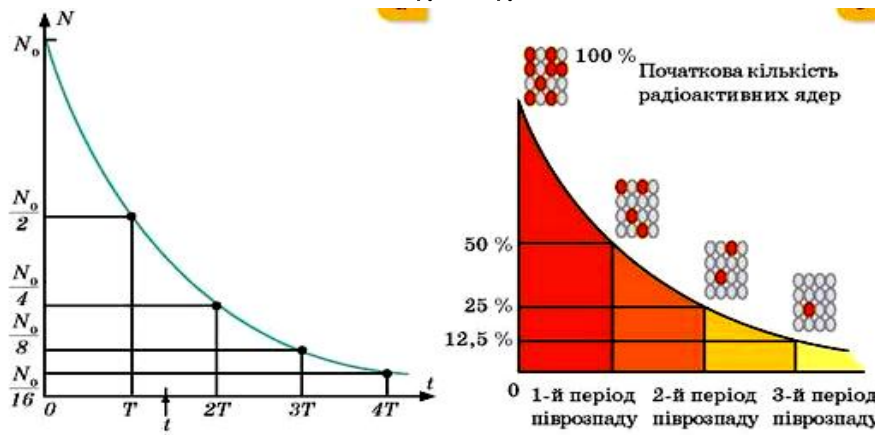 N
N₀
N₀
2
N₀
4
N₀
8
N₀
16
0 T 2T 3T 4T t
t
100 % Початкова кількість
радіоактивних ядер
50 %
25 %
12,5 %
0 1-й період 2-й період 3-й період
піврозпаду піврозпаду піврозпаду